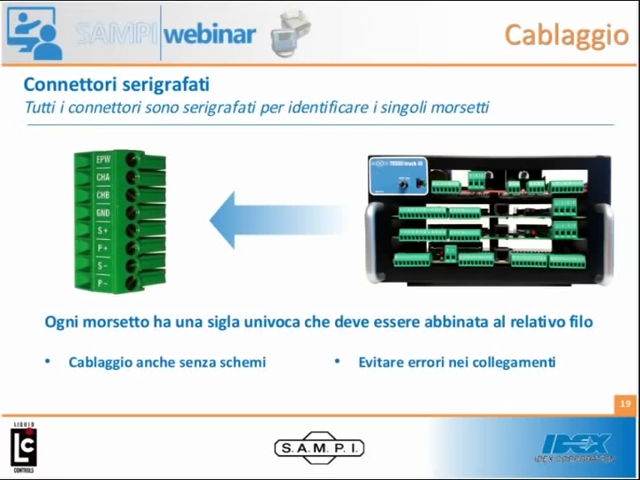 SAMPI webinar
Cablaggio
Connettori serigrafati
Tutti i connettori sono serigrafati per identificare i singoli morsetti
EPW
CHA
CHB
GND
S+
P+
S-
P-
Ogni morsetto ha una sigla univoca che deve essere abbinata al relativo filo
• Cablaggio anche senza schemi
• Evitare errori nei collegamenti
19
LIQUID
LC
CONTROLS
S.A.M.P.I.
IDEX
IDEX CORPORATION